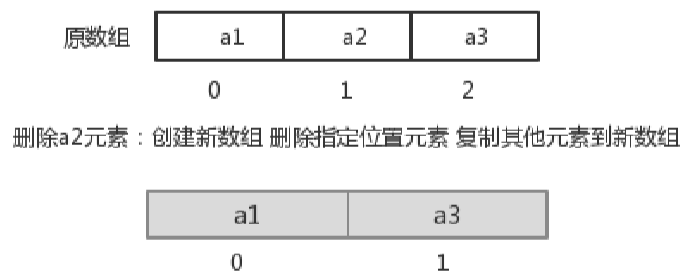 原数组 a1 a2 a3
0 1 2
删除a2元素：创建新数组 删除指定位置元素 复制其他元素到新数组
a1 a3
0 1